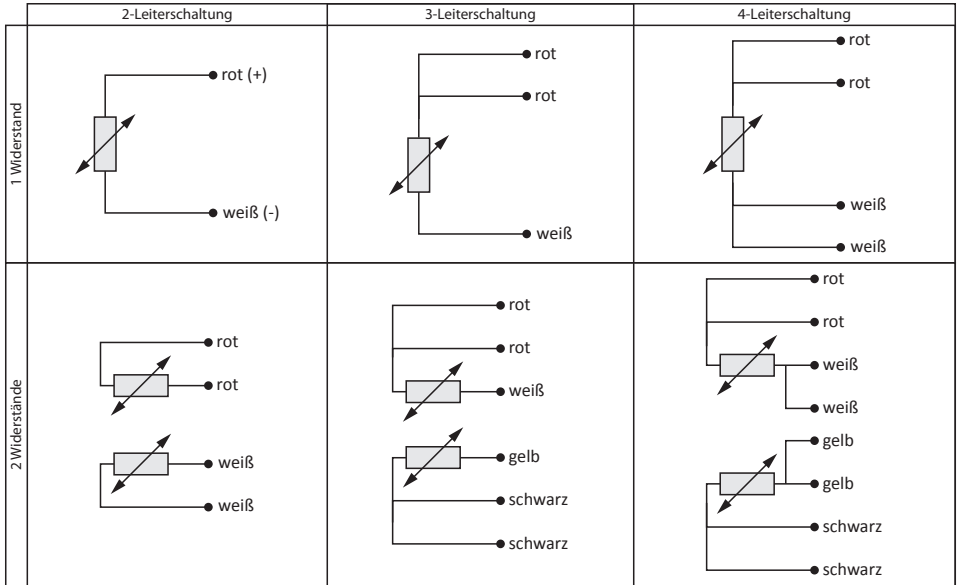 2-Leiterschaltung
3-Leiterschaltung
4-Leiterschaltung
1 Widerstand
rot (+)
weiß (-)
rot
rot
weiß
rot
rot
weiß
weiß
2 Widerstände
rot
rot
weiß
weiß
rot
rot
weiß
gelb
schwarz
schwarz
rot
rot
weiß
weiß
gelb
gelb
schwarz
schwarz